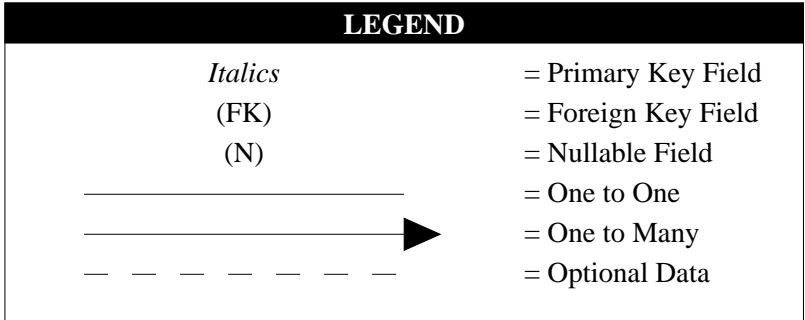 LEGEND
Italics = Primary Key Field
(FK) = Foreign Key Field
(N) = Nullable Field
= One to One
= One to Many
= Optional Data